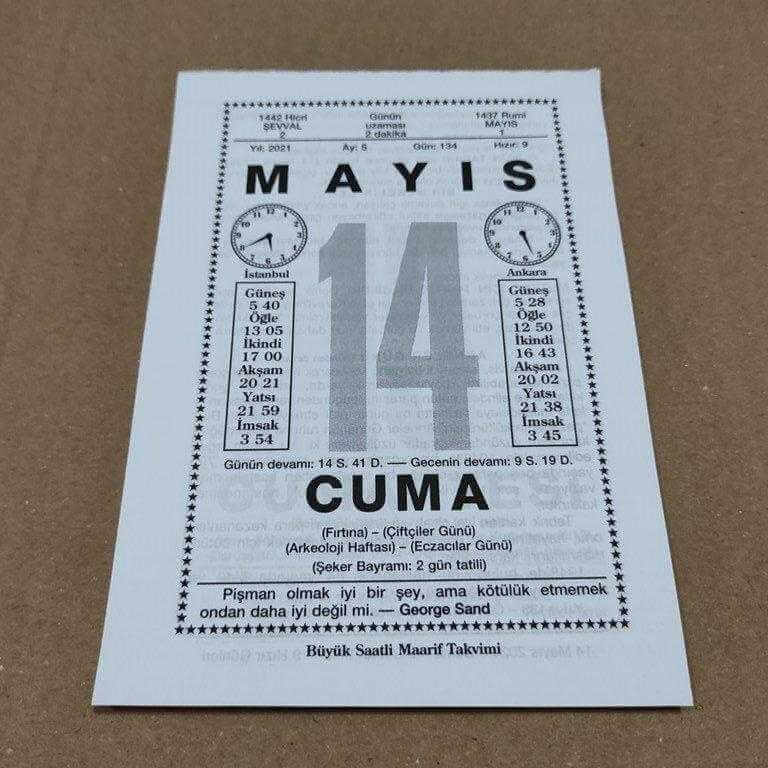 1442 Hicri
ŞEVVAL
2
Günün
uzaması
2 dakika
1437 Rumi
MAYIS
1
Yıl: 2021 Ay: 5 Gün: 134 Hızır: 9
MAYIS
14
İstanbul
Güneş
5 40
Öğle
13 05
İkindi
17 00
Akşam
20 21
Yatsı
21 59
İmsak
3 54
Ankara
Güneş
5 28
Öğle
12 50
İkindi
16 43
Akşam
20 02
Yatsı
21 38
İmsak
3 45
Günün devamı: 14 S. 41 D. — Gecenin devamı: 9 S. 19 D.
CUMA
(Fırtına) – (Çiftçiler Günü)
(Arkeoloji Haftası) – (Eczacılar Günü)
(Şeker Bayramı: 2 gün tatili)
Pişman olmak iyi bir şey, ama kötülük etmemek
ondan daha iyi değil mi. — George Sand
Büyük Saatli Maarif Takvimi